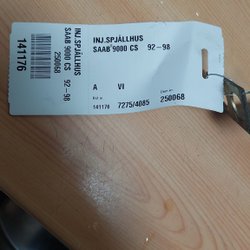 INJ.SPJÄLLHUS
SAAB 9000 CS 92-98
A VI
141176 7275/4085 250068
INJ.SPJÄLLHUS
SAAB 9000 CS 92-98
250068
141176